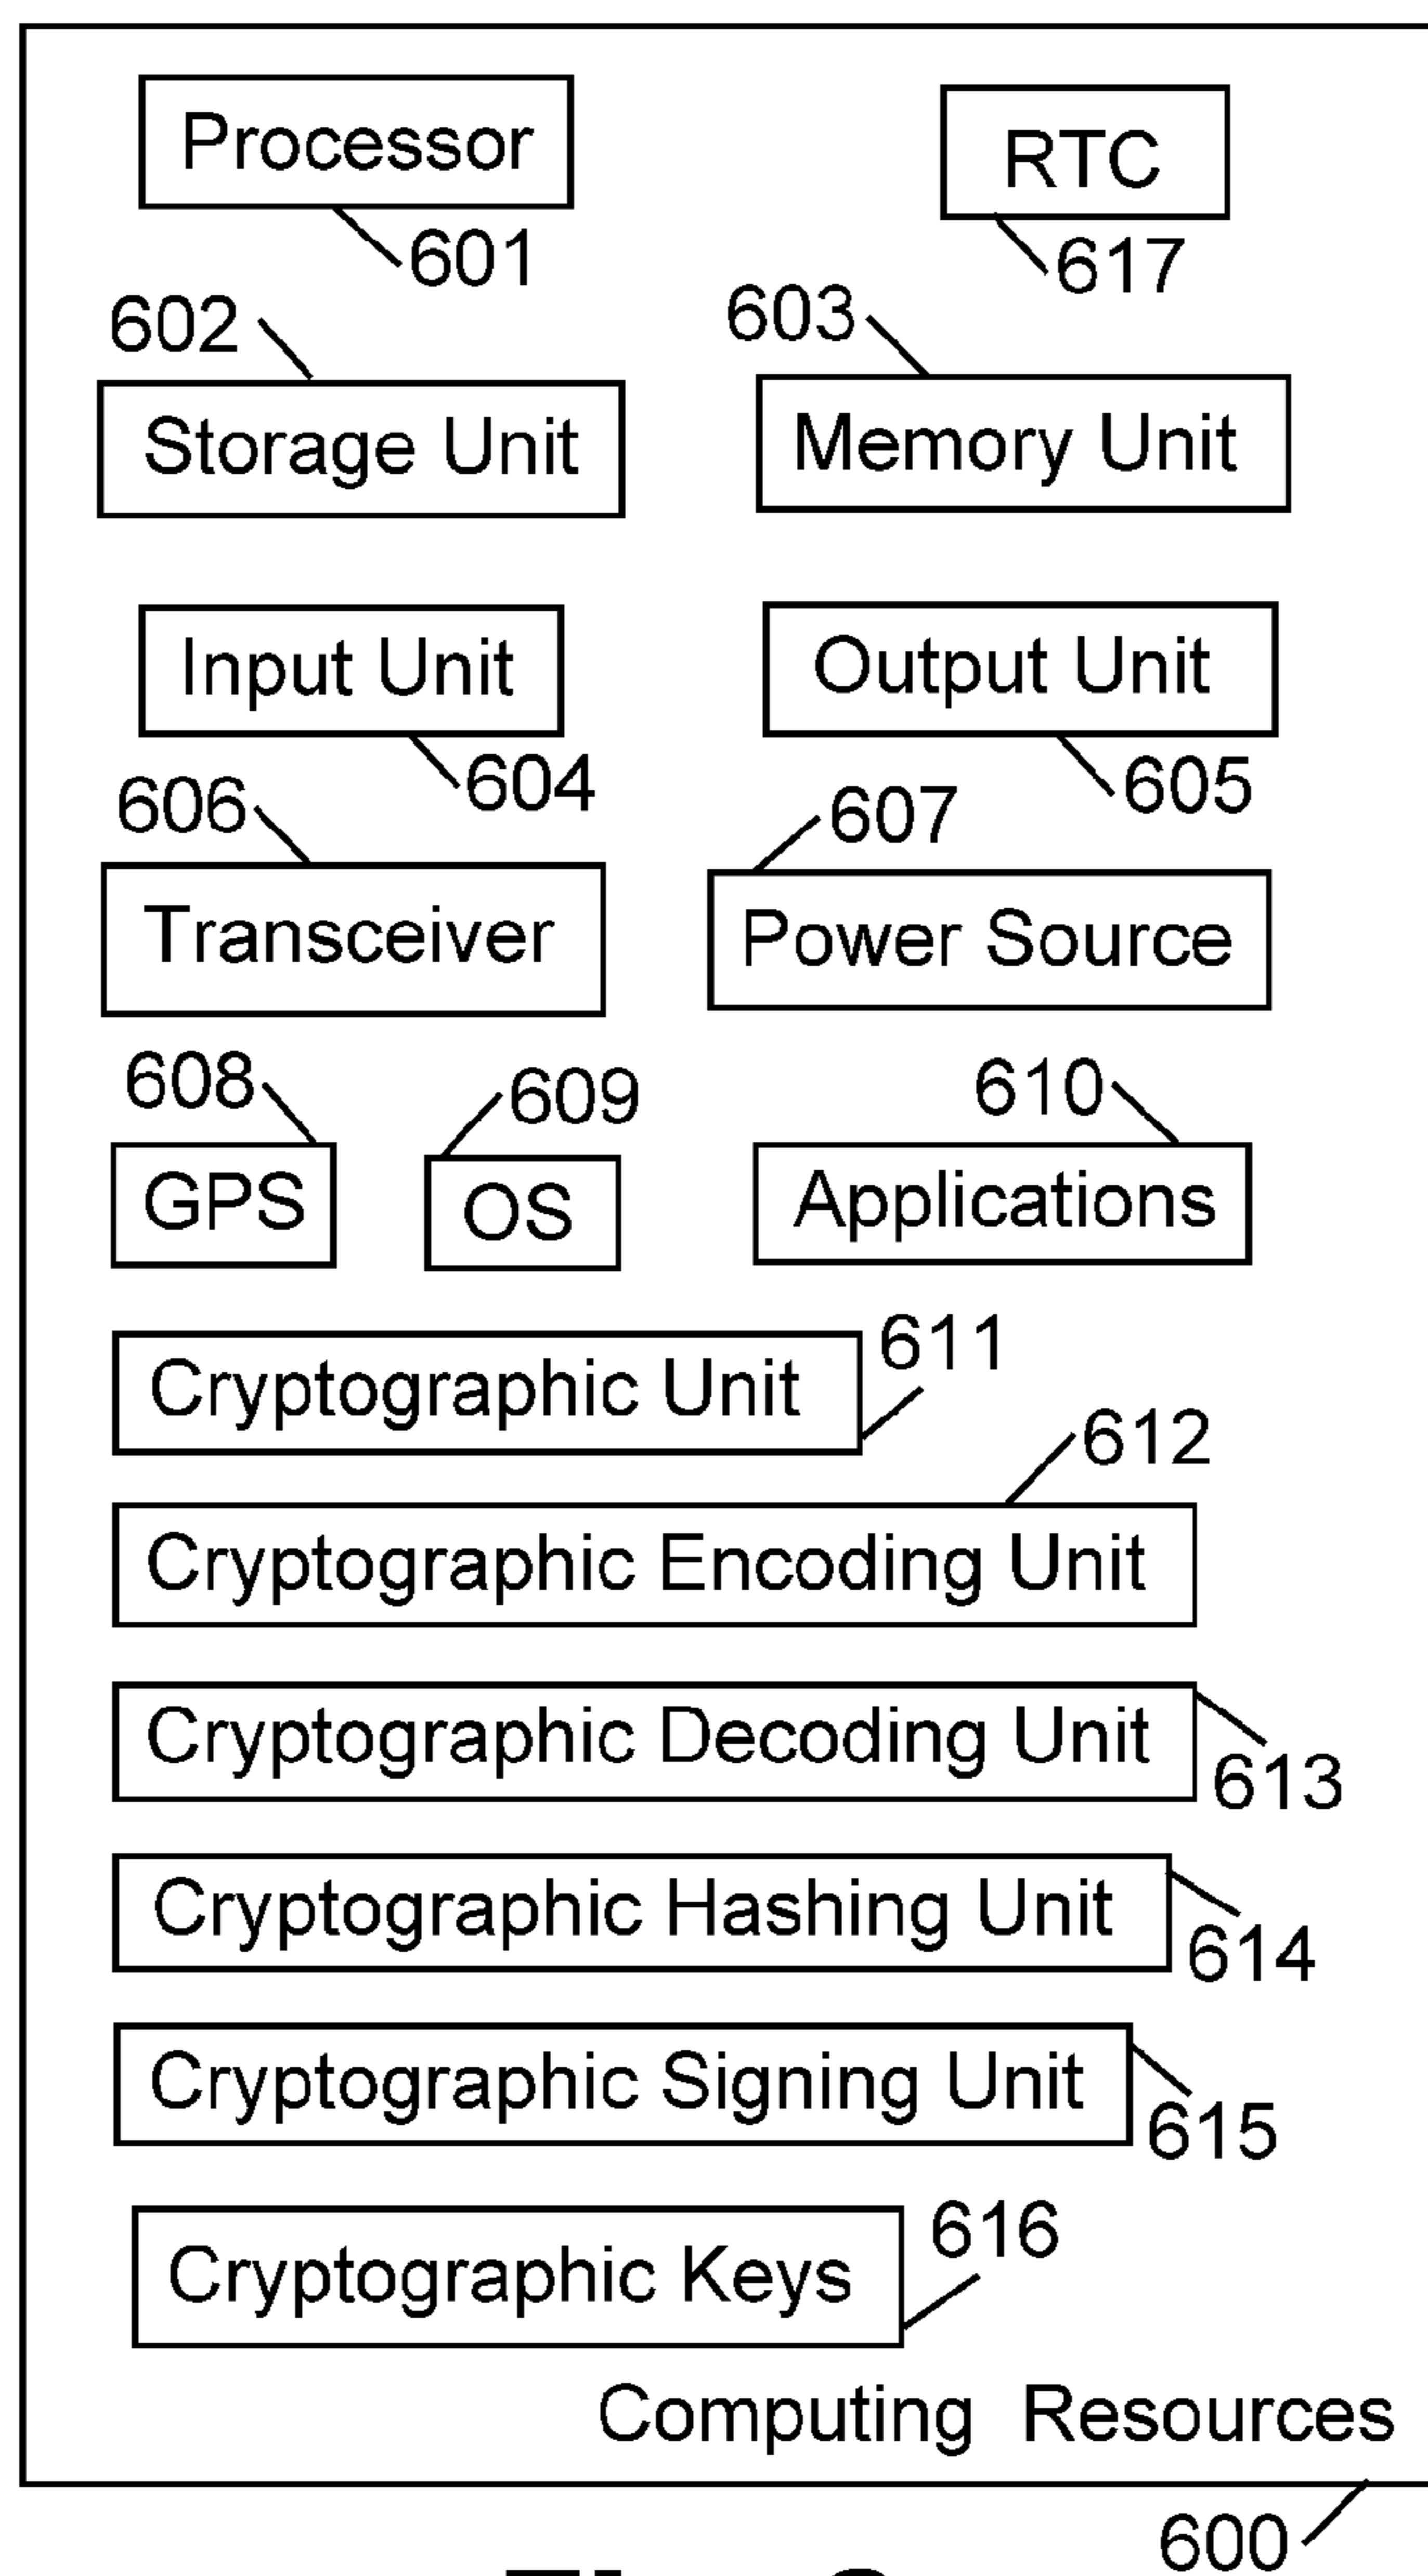 Processor
RTC
601
617
602
603
Storage Unit
Memory Unit
Input Unit
Output Unit
604
605
606
607
Transceiver
Power Source
608
609
610
GPS
OS
Applications
611
Cryptographic Unit
612
Cryptographic Encoding Unit
Cryptographic Decoding Unit
613
Cryptographic Hashing Unit
614
Cryptographic Signing Unit
615
616
Cryptographic Keys
Computing Resources
600